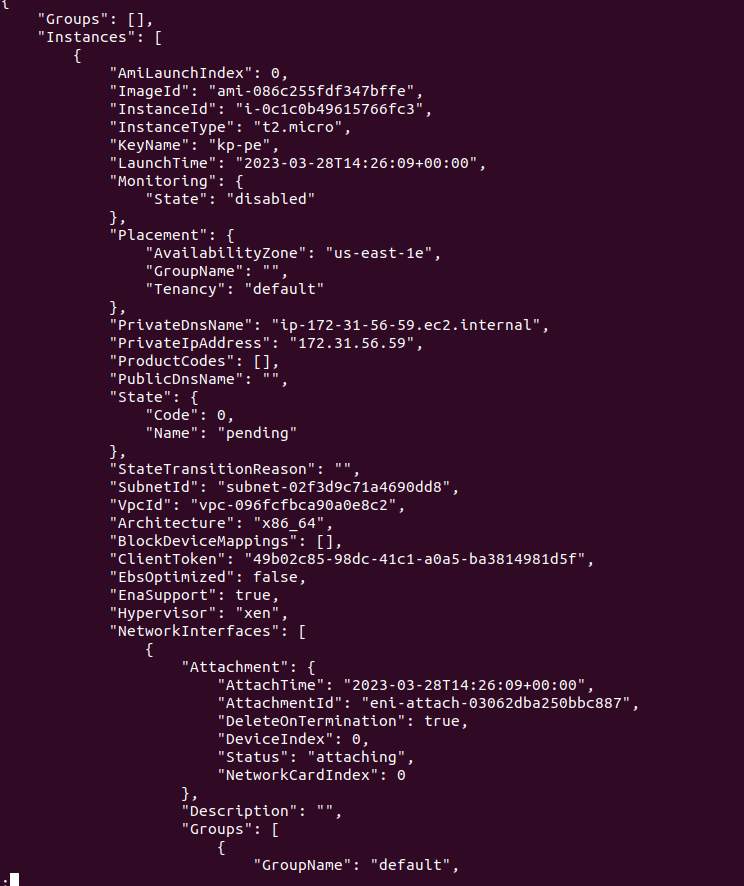 {
    "Groups": [],
    "Instances": [
        {
            "AmiLaunchIndex": 0,
            "ImageId": "ami-086c255fdf347bffe",
            "InstanceId": "i-0c1c0b49615766fc3",
            "InstanceType": "t2.micro",
            "KeyName": "kp-pe",
            "LaunchTime": "2023-03-28T14:26:09+00:00",
            "Monitoring": {
                "State": "disabled"
            },
            "Placement": {
                "AvailabilityZone": "us-east-1e",
                "GroupName": "",
                "Tenancy": "default"
            },
            "PrivateDnsName": "ip-172-31-56-59.ec2.internal",
            "PrivateIpAddress": "172.31.56.59",
            "ProductCodes": [],
            "PublicDnsName": "",
            "State": {
                "Code": 0,
                "Name": "pending"
            },
            "StateTransitionReason": "",
            "SubnetId": "subnet-02f3d9c71a4690dd8",
            "VpcId": "vpc-096fcfbca90a0e8c2",
            "Architecture": "x86_64",
            "BlockDeviceMappings": [],
            "ClientToken": "49b02c85-98dc-41c1-a0a5-ba3814981d5f",
            "EbsOptimized": false,
            "EnaSupport": true,
            "Hypervisor": "xen",
            "NetworkInterfaces": [
                {
                    "Attachment": {
                        "AttachTime": "2023-03-28T14:26:09+00:00",
                        "AttachmentId": "eni-attach-03062dba250bbc887",
                        "DeleteOnTermination": true,
                        "DeviceIndex": 0,
                        "Status": "attaching",
                        "NetworkCardIndex": 0
                    },
                    "Description": "",
                    "Groups": [
                        {
                            "GroupName": "default",
: